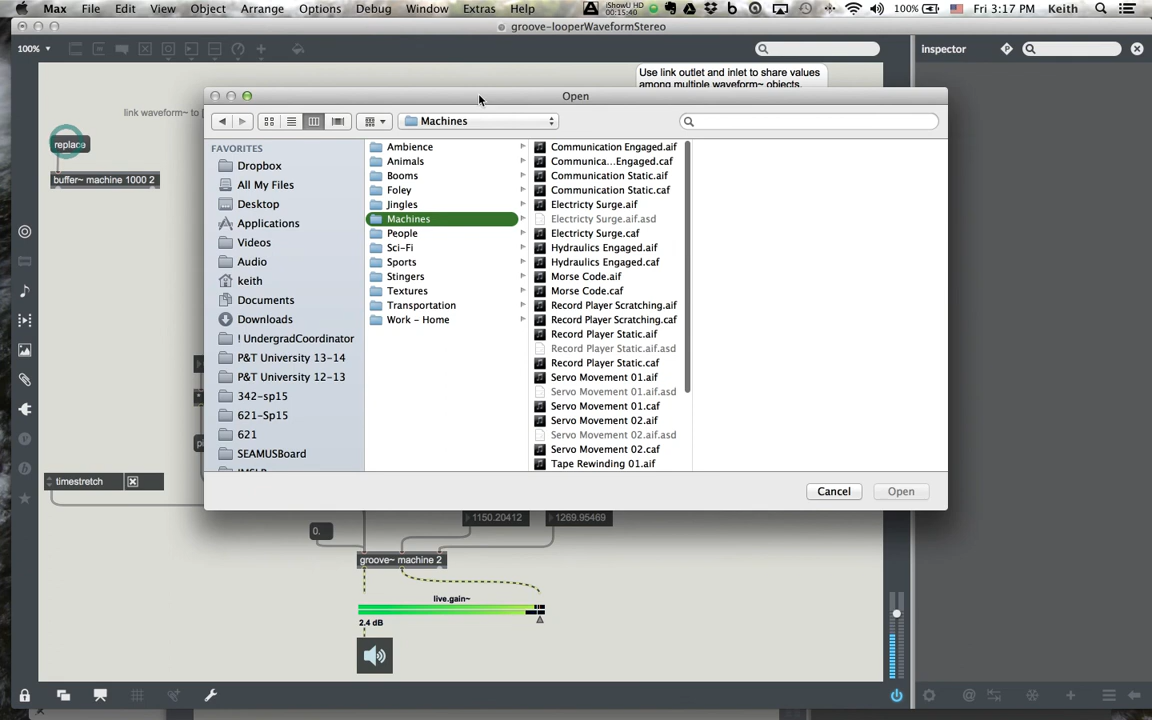 Max File Edit View Object Arrange Options Debug Window Extras Help iShowU HD 00:15:40 100% Fri 3:17 PM Keith
groove-looperWaveformStereo
100%
inspector
Use link outlet and inlet to share values
among multiple waveform~ objects.
link waveform~ to
Open
replace
Machines
buffer~ machine 1000 2
FAVORITES
Dropbox
All My Files
Desktop
Applications
Videos
Audio
keith
Documents
Downloads
! UndergradCoordinator
P&T University 13-14
P&T University 12-13
342-sp15
621-Sp15
621
SEAMUSBoard
Ambience
Animals
Booms
Foley
Jingles
Machines
People
Sci-Fi
Sports
Stingers
Textures
Transportation
Work - Home
Communication Engaged.aif
Communica...Engaged.caf
Communication Static.aif
Communication Static.caf
Electricty Surge.aif
Electricty Surge.aif.asd
Electricty Surge.caf
Hydraulics Engaged.aif
Hydraulics Engaged.caf
Morse Code.aif
Morse Code.caf
Record Player Scratching.aif
Record Player Scratching.caf
Record Player Static.aif
Record Player Static.aif.asd
Record Player Static.caf
Servo Movement 01.aif
Servo Movement 01.aif.asd
Servo Movement 01.caf
Servo Movement 02.aif
Servo Movement 02.aif.asd
Servo Movement 02.caf
Tape Rewinding 01.aif
Cancel
Open
timestretch
1150.20412
1269.95469
0.
groove~ machine 2
live.gain~
2.4 dB